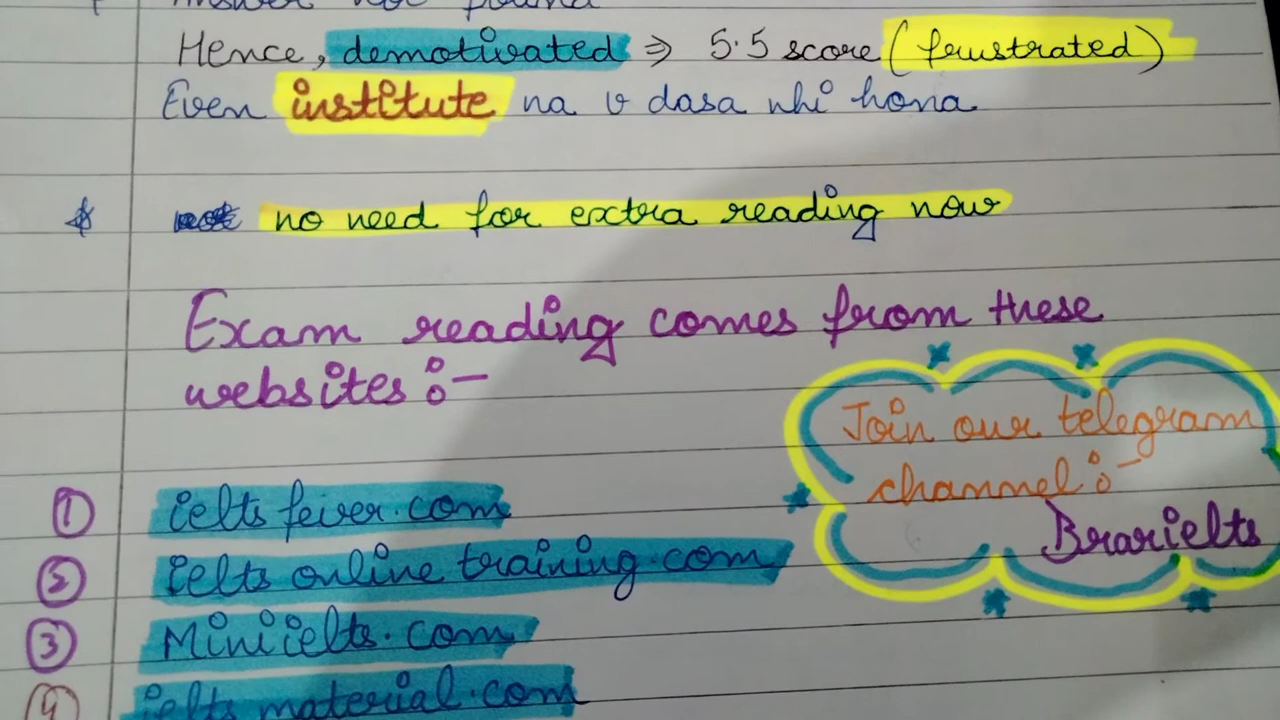 Hence, demotivated ⇒ 5.5 score (frustrated)
Even institute na v dasa nhi hona
no need for extra reading now
Exam reading comes from these
websites :-
Join our telegram
channel :-
Brarielts
① ielts fever.com
② ielts online training.com
③ Miniielts.com
④ ielts material.com